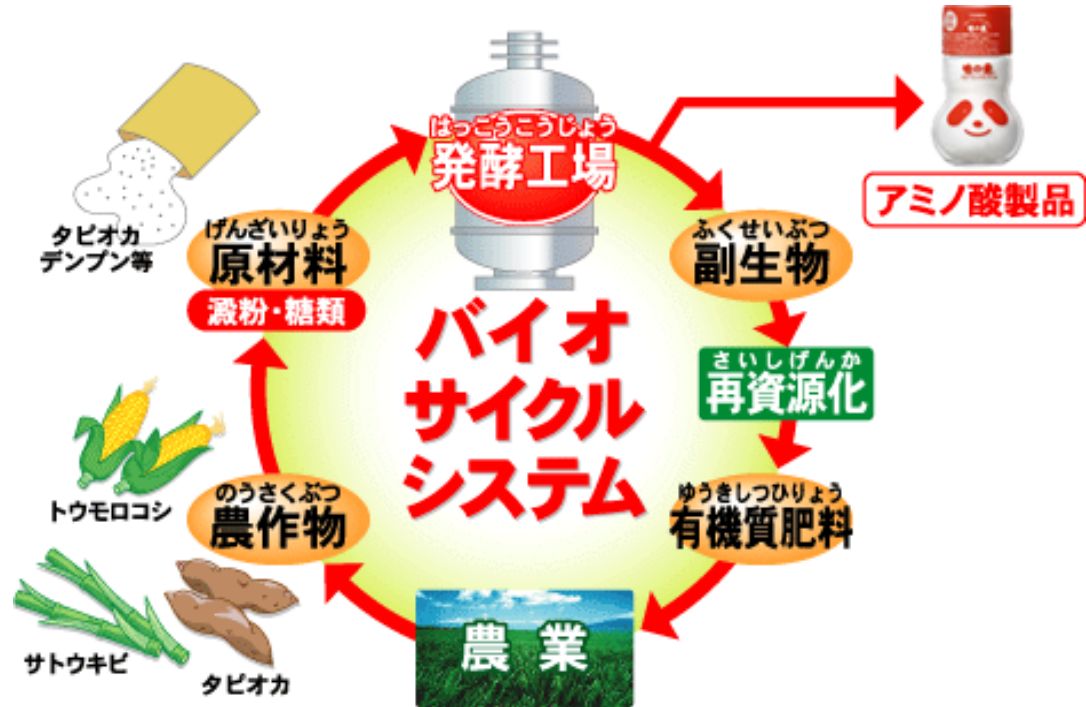 はっこうこうじょう
発酵工場
アミノ酸製品
味の素
ふくせいぶつ
副生物
さいしげんか
再資源化
ゆうきしつひりょう
有機質肥料
農業
のうさくぶつ
農作物
トウモロコシ
サトウキビ
タピオカ
げんざいりょう
原材料
澱粉・糖類
タピオカ
デンプン等
バイオ
サイクル
システム